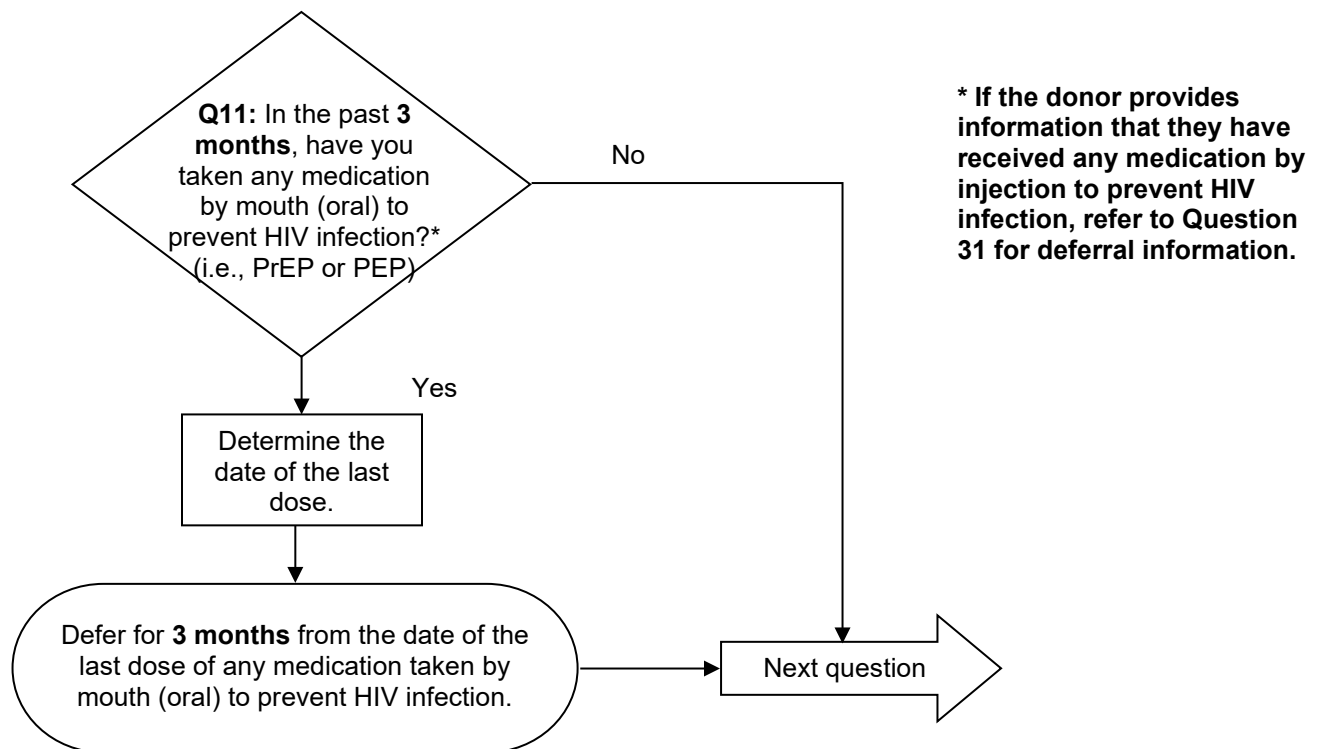 Q11: In the past 3
months, have you
taken any medication
by mouth (oral) to
prevent HIV infection?*
(i.e., PrEP or PEP)
No
* If the donor provides
information that they have
received any medication by
injection to prevent HIV
infection, refer to Question
31 for deferral information.
Yes
Determine the
date of the last
dose.
Defer for 3 months from the date of the
last dose of any medication taken by
mouth (oral) to prevent HIV infection.
Next question